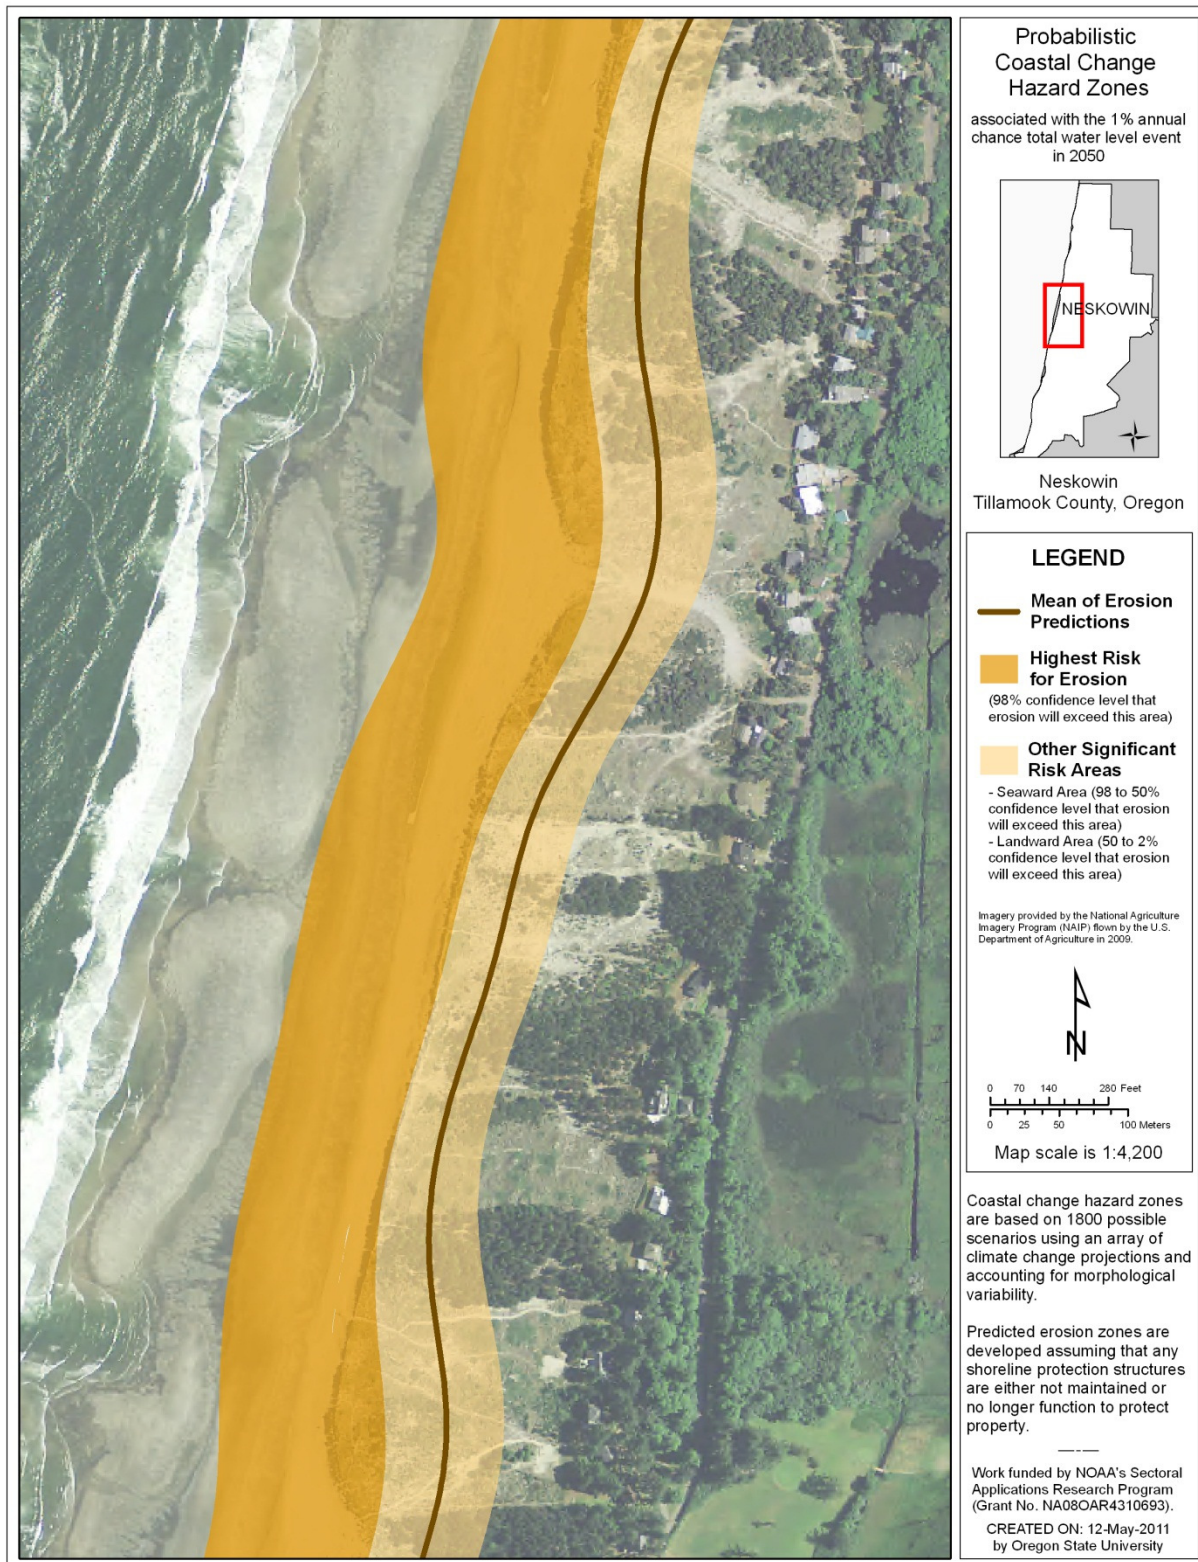 Probabilistic
Coastal Change
Hazard Zones
associated with the 1% annual
chance total water level event
in 2050
NESKOWIN
Neskowin
Tillamook County, Oregon
LEGEND
Mean of Erosion
Predictions
Highest Risk
for Erosion
(98% confidence level that
erosion will exceed this area)
Other Significant
Risk Areas
- Seaward Area (98 to 50%
confidence level that erosion
will exceed this area)
- Landward Area (50 to 2%
confidence level that erosion
will exceed this area)
Imagery provided by the National Agriculture
Imagery Program (NAIP) flown by the U.S.
Department of Agriculture in 2009.
N
0 70 140 280 Feet
0 25 50 100 Meters
Map scale is 1:4,200
Coastal change hazard zones
are based on 1800 possible
scenarios using an array of
climate change projections and
accounting for morphological
variability.
Predicted erosion zones are
developed assuming that any
shoreline protection structures
are either not maintained or
no longer function to protect
property.
Work funded by NOAA's Sectoral
Applications Research Program
(Grant No. NA08OAR4310693).
CREATED ON: 12-May-2011
by Oregon State University